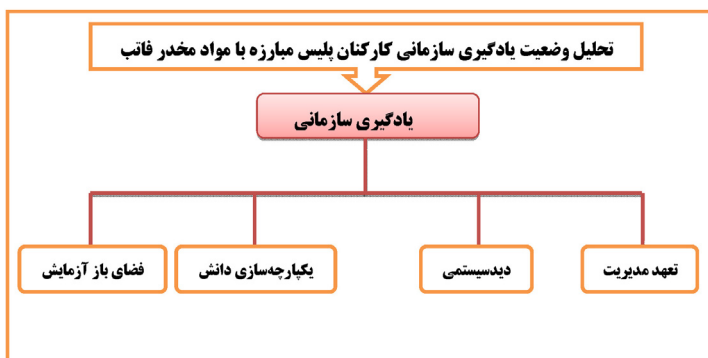 تحلیل وضعیت یادگیری سازمانی کارکنان پلیس مبارزه با مواد مخدر فاتب
یادگیری سازمانی
تعهد مدیریت
دیدسیستمی
یکپارچه‌سازی دانش
فضای باز آزمایش